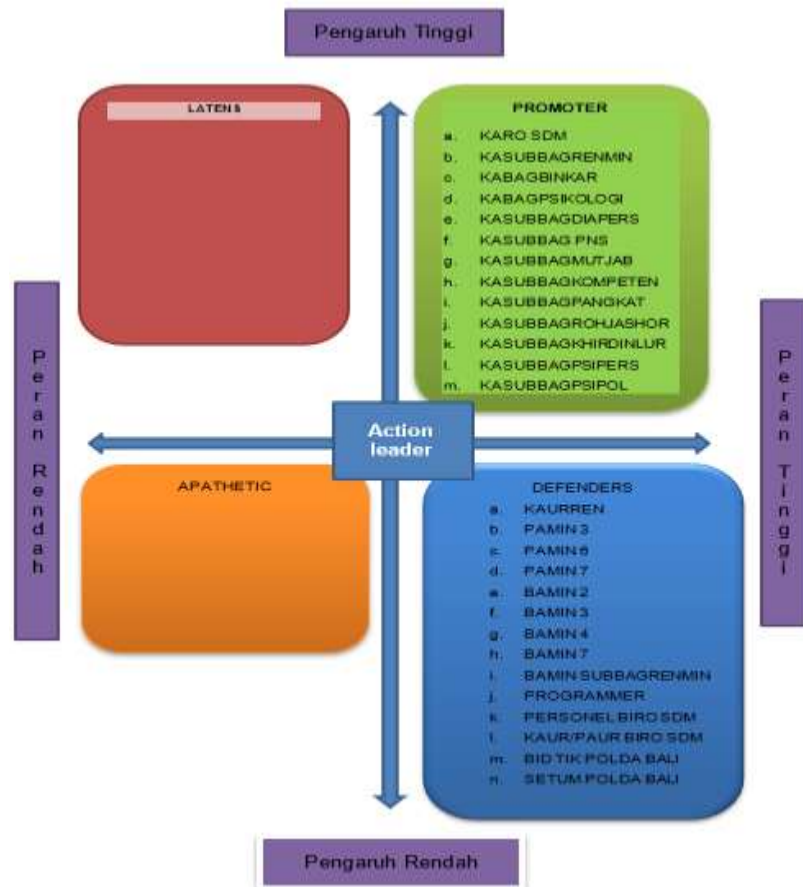 Pengaruh Tinggi
LATENS
PROMOTER
a. KARO SDM
b. KASUBBAGRENMIN
c. KABAGBINKAR
d. KABAGPSIKOLOGI
e. KASUBBAGDIAPERS
f. KASUBBAG PNS
g. KASUBBAGMUTJAB
h. KASUBBAGKOMPETEN
i. KASUBBAGPANGKAT
j. KASUBBAGROHJASHOR
k. KASUBBAGKHIRDINLUR
l. KASUBBAGPSIPERS
m. KASUBBAGPSIPOL
Peran Rendah
Action
leader
Peran Tinggi
APATHETIC
DEFENDERS
a. KAURREN
b. PAMIN 3
c. PAMIN 6
d. PAMIN 7
e. BAMIN 2
f. BAMIN 3
g. BAMIN 4
h. BAMIN 7
i. BAMIN SUBBAGRENMIN
j. PROGRAMMER
k. PERSONEL BIRO SDM
l. KAUR/PAUR BIRO SDM
m. BID TIK POLDA BALI
n. SETUM POLDA BALI
Pengaruh Rendah